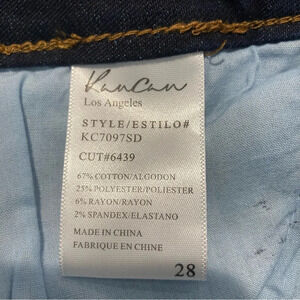 KanCan
Los Angeles
STYLE/ESTILO#
KC7097SD
CUT#6439
67% COTTON/ALGODON
25% POLYESTER/POLIESTER
6% RAYON/RAYON
2% SPANDEX/ELASTANO
MADE IN CHINA
FABRIQUE EN CHINE
28